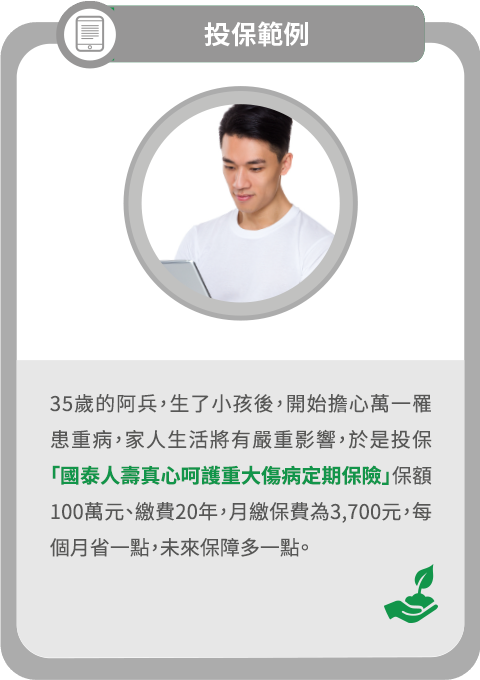 投保範例
35歲的阿兵，生了小孩後，開始擔心萬一罹
患重病，家人生活將有嚴重影響，於是投保
「國泰人壽真心呵護重大傷病定期保險」保額
100萬元、繳費20年，月繳保費為3,700元，每
個月省一點，未來保障多一點。